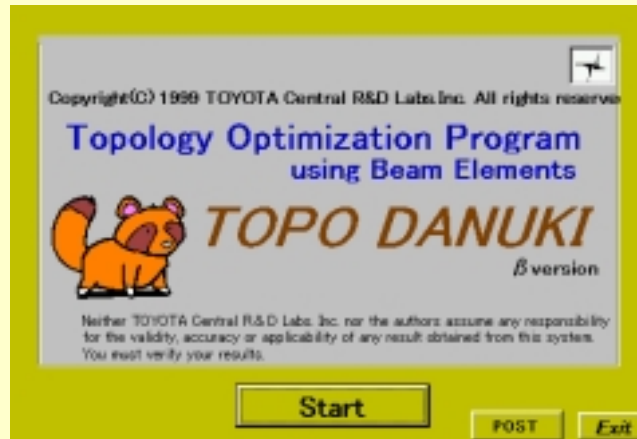 Copyright(C) 1999 TOYOTA Central R&D Labs.Inc. All rights reserve
Topology Optimization Program
using Beam Elements
TOPO DANUKI
β version
Neither TOYOTA Central R&D Labs. Inc. nor the authors assume any responsibility
for the validity, accuracy or applicability of any result obtained from this system.
You must verify your results.
Start
POST
Exit